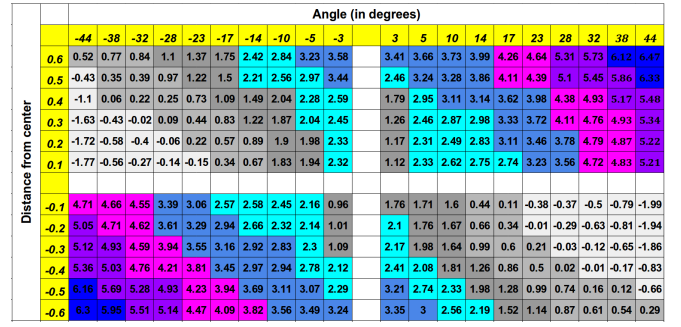 Angle (in degrees)
-44 -38 -32 -28 -23 -17 -14 -10 -5 -3 3 5 10 14 17 23 28 32 38 44
Distance from center
0.6 0.52 0.77 0.84 1.1 1.37 1.75 2.42 2.84 3.23 3.58 3.41 3.66 3.73 3.99 4.26 4.64 5.31 5.73 6.12 6.47
0.5 -0.43 0.35 0.39 0.97 1.22 1.5 2.21 2.56 2.97 3.44 2.46 3.24 3.28 3.86 4.11 4.39 5.1 5.45 5.86 6.33
0.4 -1.1 0.06 0.22 0.25 0.73 1.09 1.49 2.04 2.28 2.59 1.79 2.95 3.11 3.14 3.62 3.98 4.38 4.93 5.17 5.48
0.3 -1.63 -0.43 -0.02 0.09 0.44 0.83 1.22 1.87 2.04 2.45 1.26 2.46 2.87 2.98 3.33 3.72 4.11 4.76 4.93 5.34
0.2 -1.72 -0.58 -0.4 -0.06 0.22 0.57 0.89 1.9 1.98 2.33 1.17 2.31 2.49 2.83 3.11 3.46 3.78 4.79 4.87 5.22
0.1 -1.77 -0.56 -0.27 -0.14 -0.15 0.34 0.67 1.83 1.94 2.32 1.12 2.33 2.62 2.75 2.74 3.23 3.56 4.72 4.83 5.21
-0.1 4.71 4.66 4.55 3.39 3.06 2.57 2.58 2.45 2.16 0.96 1.76 1.71 1.6 0.44 0.11 -0.38 -0.37 -0.5 -0.79 -1.99
-0.2 5.05 4.71 4.62 3.61 3.29 2.94 2.66 2.32 2.14 1.01 2.1 1.76 1.67 0.66 0.34 -0.01 -0.29 -0.63 -0.81 -1.94
-0.3 5.12 4.93 4.59 3.94 3.55 3.16 2.92 2.83 2.3 1.09 2.17 1.98 1.64 0.99 0.6 0.21 -0.03 -0.12 -0.65 -1.86
-0.4 5.36 5.03 4.76 4.21 3.81 3.45 2.97 2.94 2.78 2.12 2.41 2.08 1.81 1.26 0.86 0.5 0.02 -0.01 -0.17 -0.83
-0.5 6.16 5.69 5.28 4.93 4.23 3.94 3.69 3.11 3.07 2.29 3.21 2.74 2.33 1.98 1.28 0.99 0.74 0.16 0.12 -0.66
-0.6 6.3 5.95 5.51 5.14 4.47 4.09 3.82 3.56 3.49 3.24 3.35 3 2.56 2.19 1.52 1.14 0.87 0.61 0.54 0.29